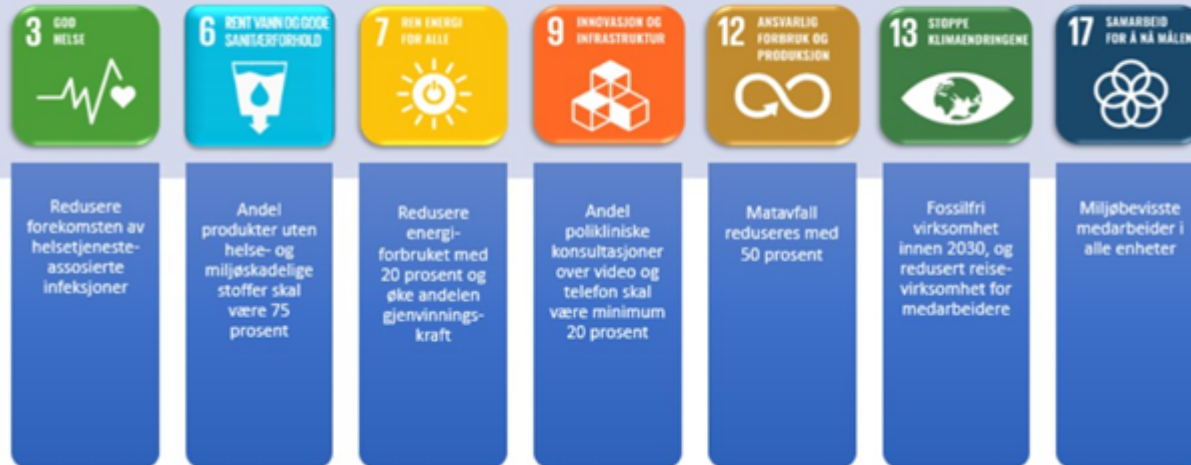 3 GOD
HELSE
6 RENT VANN OG GODE
SANITÆRFORHOLD
7 REN ENERGI
FOR ALLE
9 INNOVASJON OG
INFRASTRUKTUR
12 ANSVARLIG
FORBRUK OG
PRODUKSJON
13 STOPPE
KLIMAENDRINGENE
17 SAMARBEID
FOR Å NÅ MÅLEN
Redusere
forekomsten av
helsetjeneste-
assosierte
infeksjoner
Andel
produkter uten
helse- og
miljøskadelige
stoffer skal
være 75
prosent
Redusere
energi-
forbruket med
20 prosent og
øke andelen
gjenvinnings-
kraft
Andel
polikliniske
konsultasjoner
over video og
telefon skal
være minimum
20 prosent
Matavfall
reduseres med
50 prosent
Fossilfri
virksomhet
innen 2030, og
redusert reise-
virksomhet for
medarbeidere
Miljøbevisste
medarbeider i
alle enheter